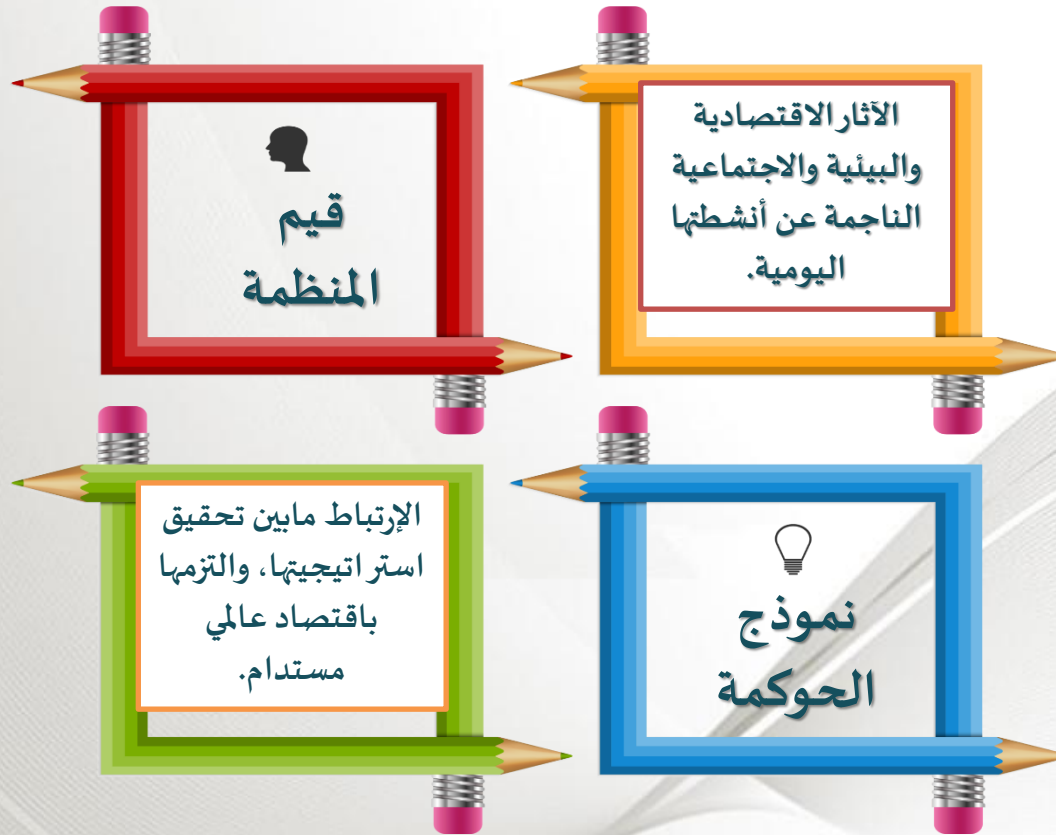 الآثار الاقتصادية
والبيئية والاجتماعية
الناجمة عن أنشطتها
اليومية.
قيم
المنظمة
نموذج
الحوكمة
الإرتباط مابين تحقيق
استراتيجيتها، والتزمها
باقتصاد عالمي
مستدام.